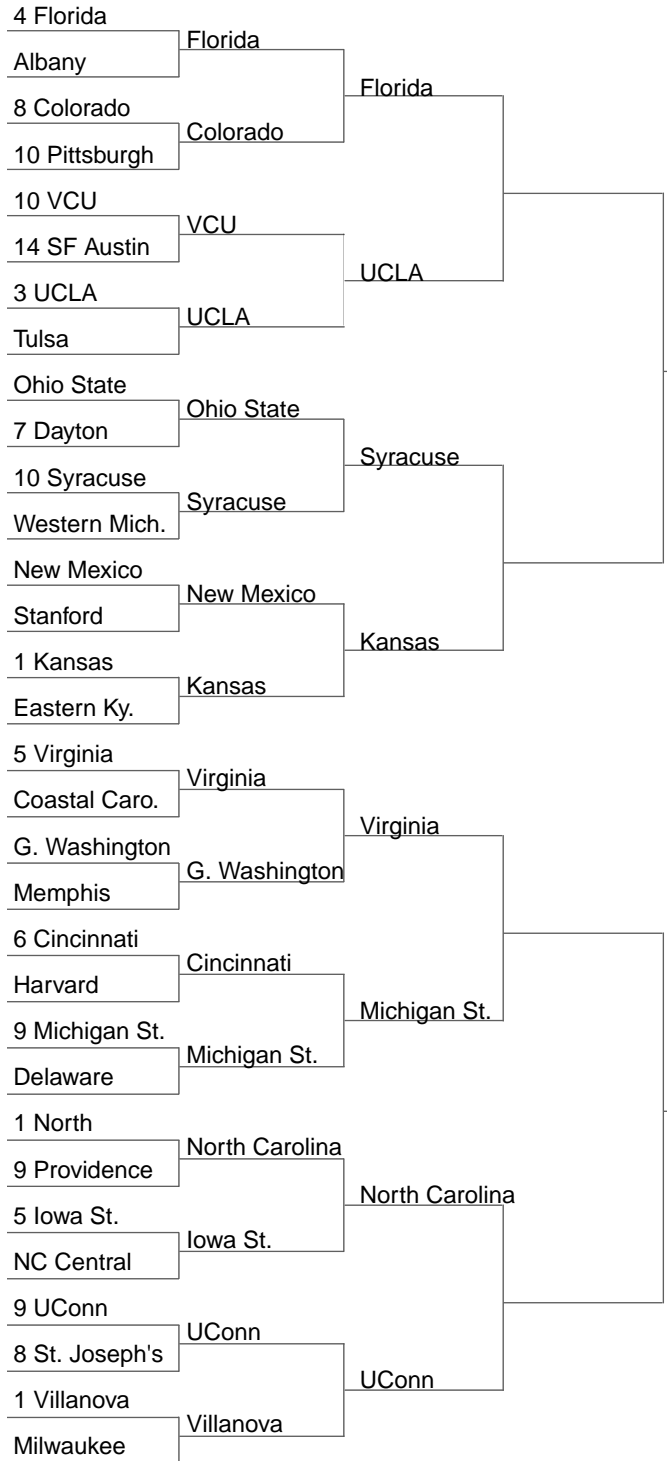 4 Florida
Albany
8 Colorado
10 Pittsburgh
10 VCU
14 SF Austin
3 UCLA
Tulsa
Ohio State
7 Dayton
10 Syracuse
Western Mich.
New Mexico
Stanford
1 Kansas
Eastern Ky.
5 Virginia
Coastal Caro.
G. Washington
Memphis
6 Cincinnati
Harvard
9 Michigan St.
Delaware
1 North
9 Providence
5 Iowa St.
NC Central
9 UConn
8 St. Joseph's
1 Villanova
Milwaukee
Florida
Colorado
VCU
UCLA
Ohio State
Syracuse
New Mexico
Kansas
Virginia
G. Washington
Cincinnati
Michigan St.
North Carolina
Iowa St.
UConn
Villanova
Florida
UCLA
Syracuse
Kansas
Virginia
Michigan St.
North Carolina
UConn